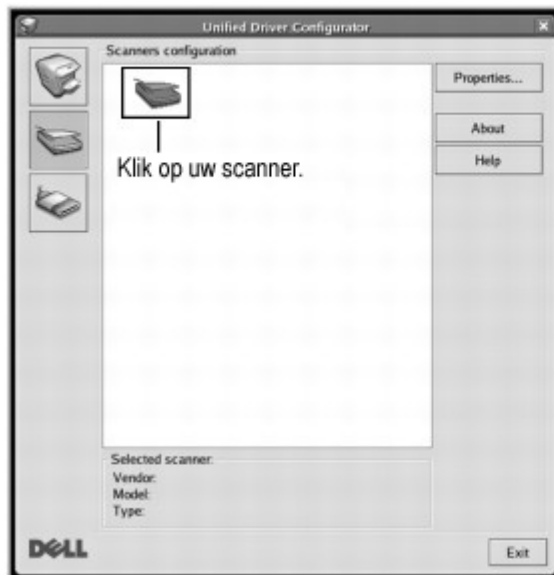 Unified Driver Configurator
Scanners configuration
Properties...
About
Help
Klik op uw scanner.
Selected scanner:
Vendor:
Model:
Type:
DELL
Exit